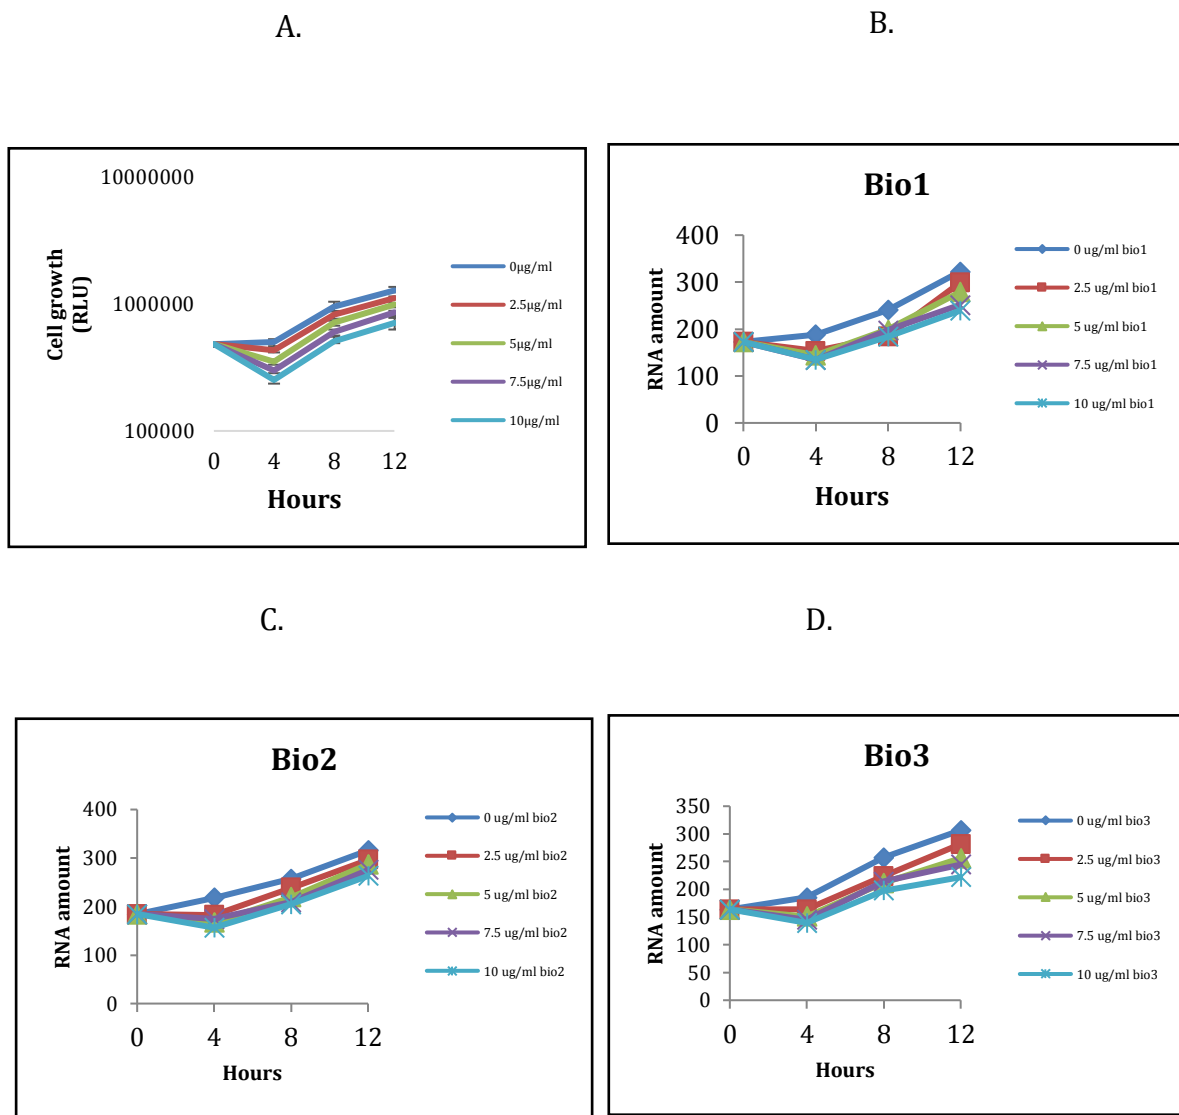 A.
B.
10000000
1000000
100000
Cell growth
(RLU)
0 4 8 12
Hours
0μg/ml
2.5μg/ml
5μg/ml
7.5μg/ml
10μg/ml
Bio1
400
300
200
100
0
RNA amount
0 4 8 12
Hours
0 ug/ml bio1
2.5 ug/ml bio1
5 ug/ml bio1
7.5 ug/ml bio1
10 ug/ml bio1
C.
D.
Bio2
400
300
200
100
0
RNA amount
0 4 8 12
Hours
0 ug/ml bio2
2.5 ug/ml bio2
5 ug/ml bio2
7.5 ug/ml bio2
10 ug/ml bio2
Bio3
350
300
250
200
150
100
50
0
RNA amount
0 4 8 12
Hours
0 ug/ml bio3
2.5 ug/ml bio3
5 ug/ml bio3
7.5 ug/ml bio3
10 ug/ml bio3